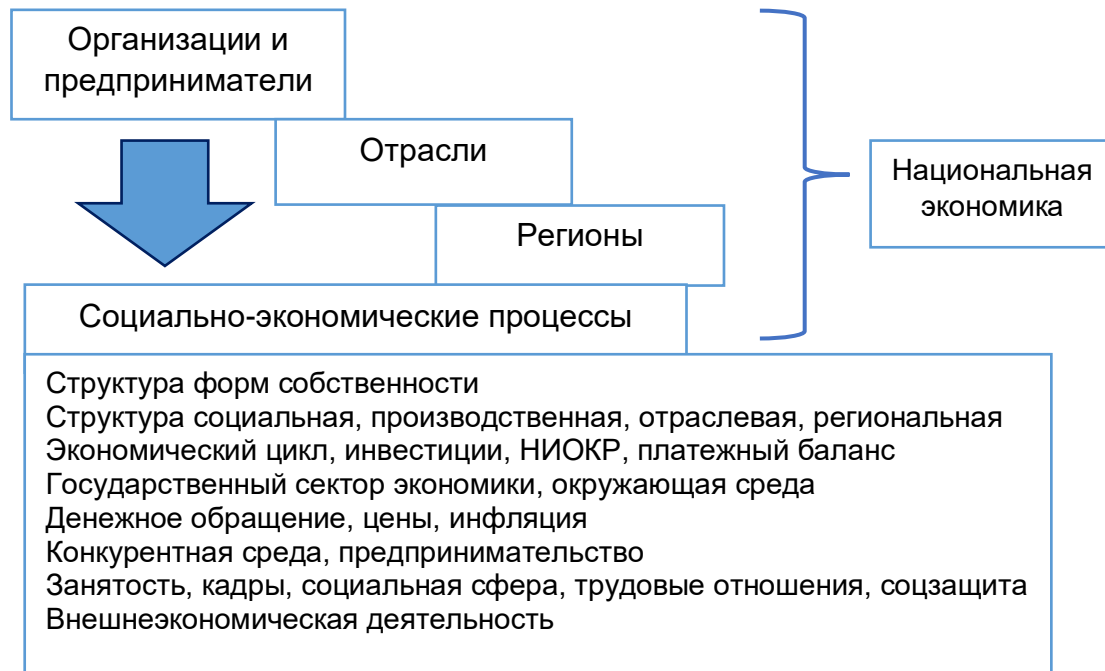 Организации и
предприниматели
Отрасли
Национальная
экономика
Регионы
Социально-экономические процессы
Структура форм собственности
Структура социальная, производственная, отраслевая, региональная
Экономический цикл, инвестиции, НИОКР, платежный баланс
Государственный сектор экономики, окружающая среда
Денежное обращение, цены, инфляция
Конкурентная среда, предпринимательство
Занятость, кадры, социальная сфера, трудовые отношения, соцзащита
Внешнеэкономическая деятельность